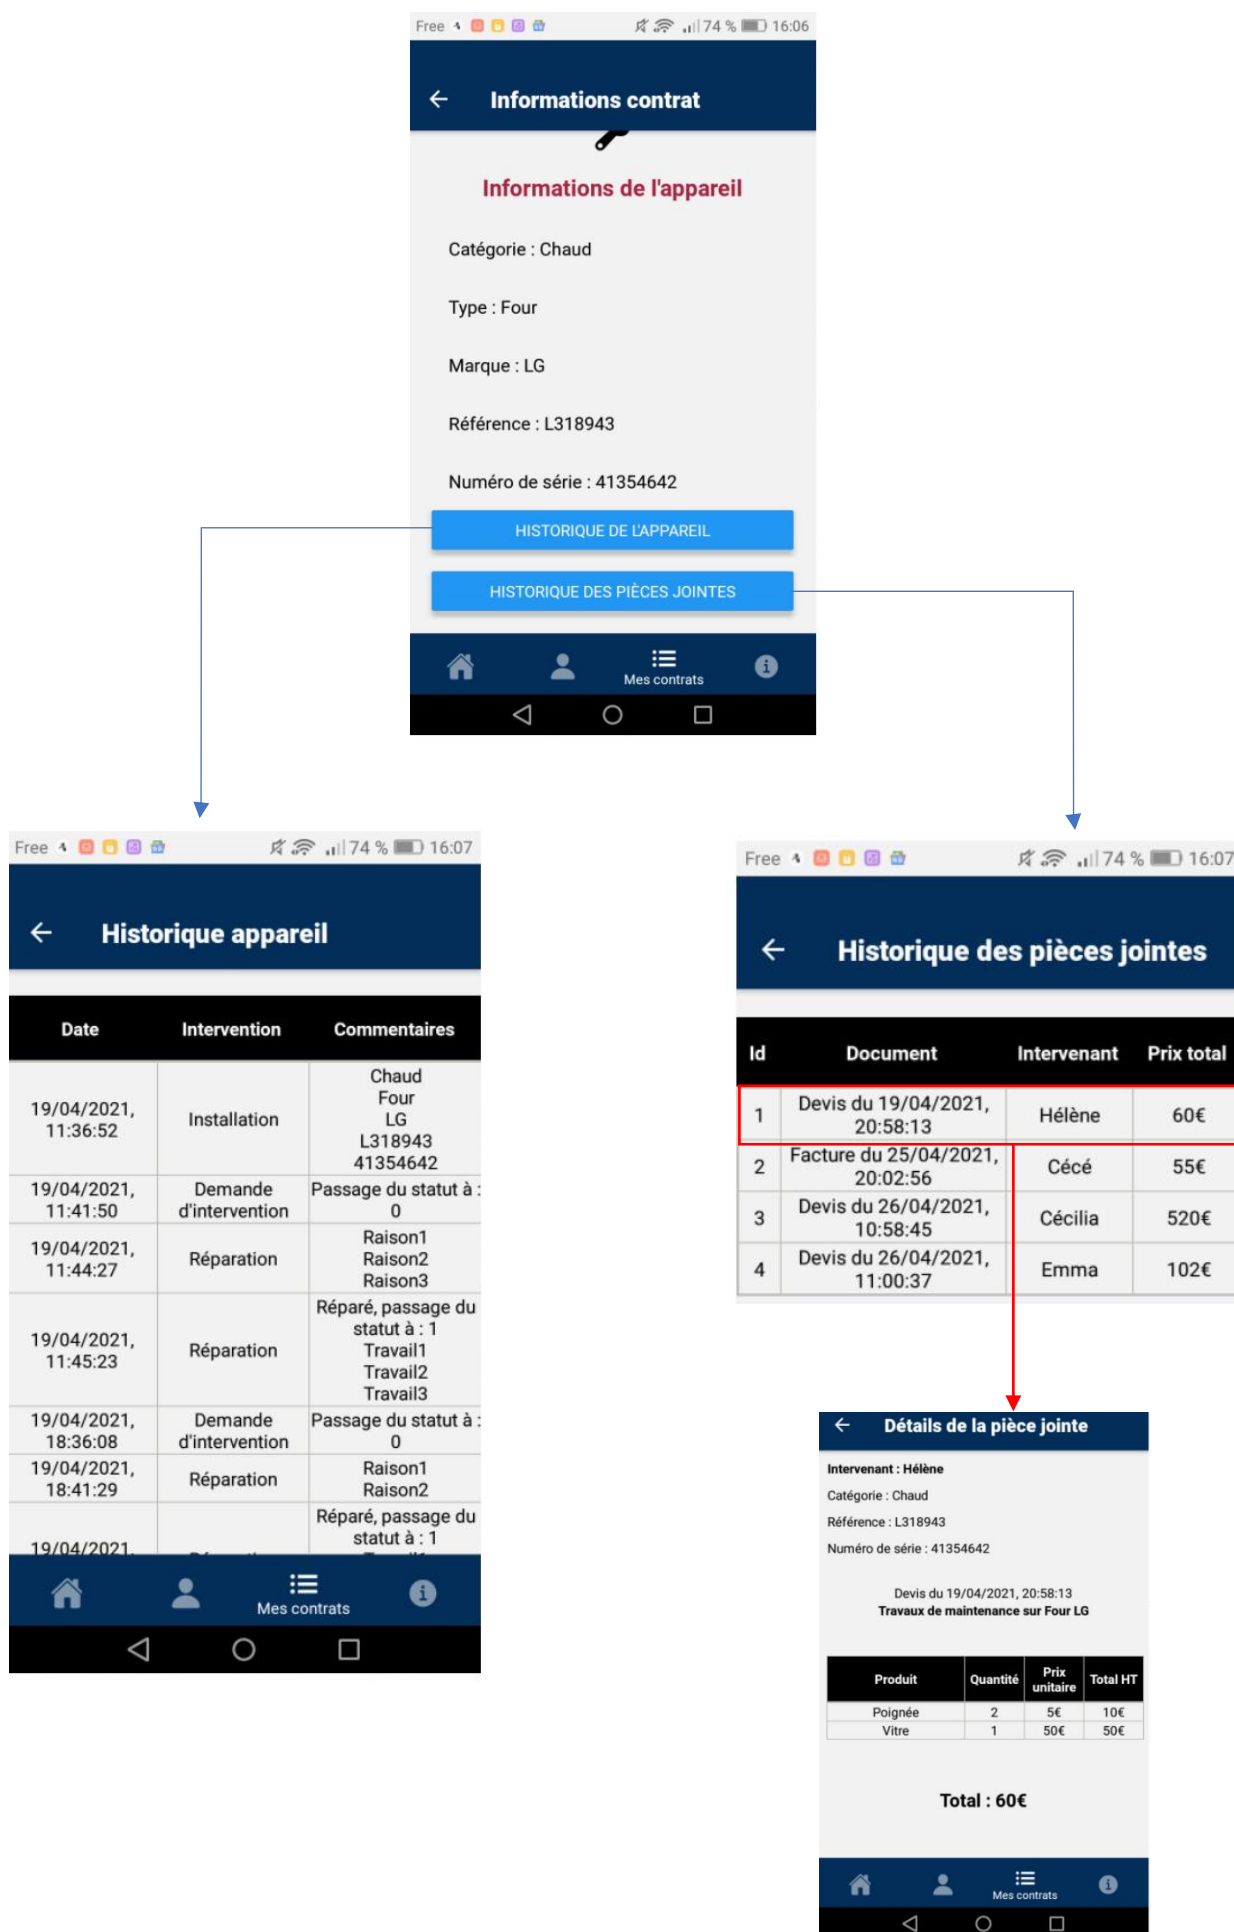 Free 74 % 16:06
Informations contrat
Informations de l'appareil
Catégorie : Chaud
Type : Four
Marque : LG
Référence : L318943
Numéro de série : 41354642
HISTORIQUE DE L'APPAREIL
HISTORIQUE DES PIÈCES JOINTES
Mes contrats
Free 74 % 16:07
Historique appareil
Date Intervention Commentaires
19/04/2021, 11:36:52 Installation Chaud
Four
LG
L318943
41354642
19/04/2021, 11:41:50 Demande d'intervention Passage du statut à : 0
19/04/2021, 11:44:27 Réparation Raison1
Raison2
Raison3
19/04/2021, 11:45:23 Réparation Réparé, passage du statut à : 1
Travail1
Travail2
Travail3
19/04/2021, 18:36:08 Demande d'intervention Passage du statut à : 0
19/04/2021, 18:41:29 Réparation Raison1
Raison2
19/04/2021, Réparé, passage du statut à : 1
Mes contrats
Free 74 % 16:07
Historique des pièces jointes
Id Document Intervenant Prix total
1 Devis du 19/04/2021, 20:58:13 Hélène 60€
2 Facture du 25/04/2021, 20:02:56 Cécé 55€
3 Devis du 26/04/2021, 10:58:45 Cécilia 520€
4 Devis du 26/04/2021, 11:00:37 Emma 102€
Détails de la pièce jointe
Intervenant : Hélène
Catégorie : Chaud
Référence : L318943
Numéro de série : 41354642
Devis du 19/04/2021, 20:58:13
Travaux de maintenance sur Four LG
Produit Quantité Prix unitaire Total HT
Poignée 2 5€ 10€
Vitre 1 50€ 50€
Total : 60€
Mes contrats